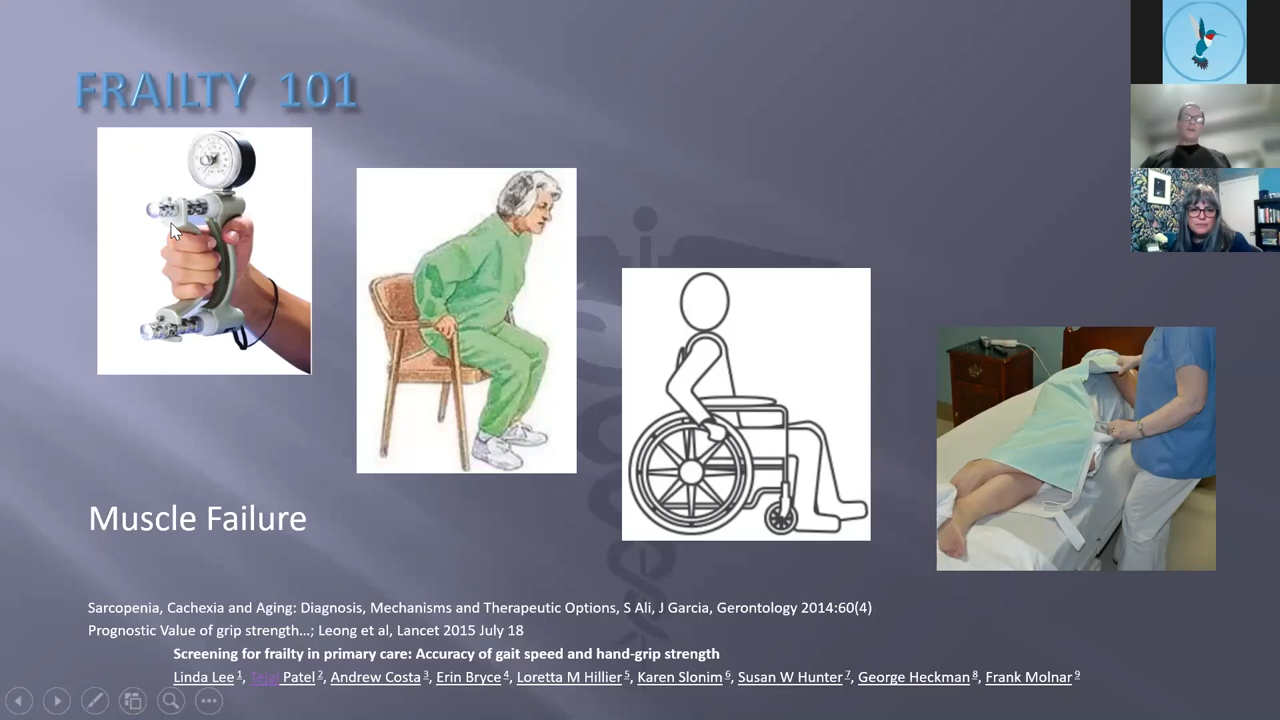 FRAILTY 101
Muscle Failure
Sarcopenia, Cachexia and Aging: Diagnosis, Mechanisms and Therapeutic Options, S Ali, J Garcia, Gerontology 2014:60(4)
Prognostic Value of grip strength...; Leong et al, Lancet 2015 July 18
Screening for frailty in primary care: Accuracy of gait speed and hand-grip strength
Linda Lee 1, Tejal Patel 2, Andrew Costa 3, Erin Bryce 4, Loretta M Hillier 5, Karen Slonim 6, Susan W Hunter 7, George Heckman 8, Frank Molnar 9